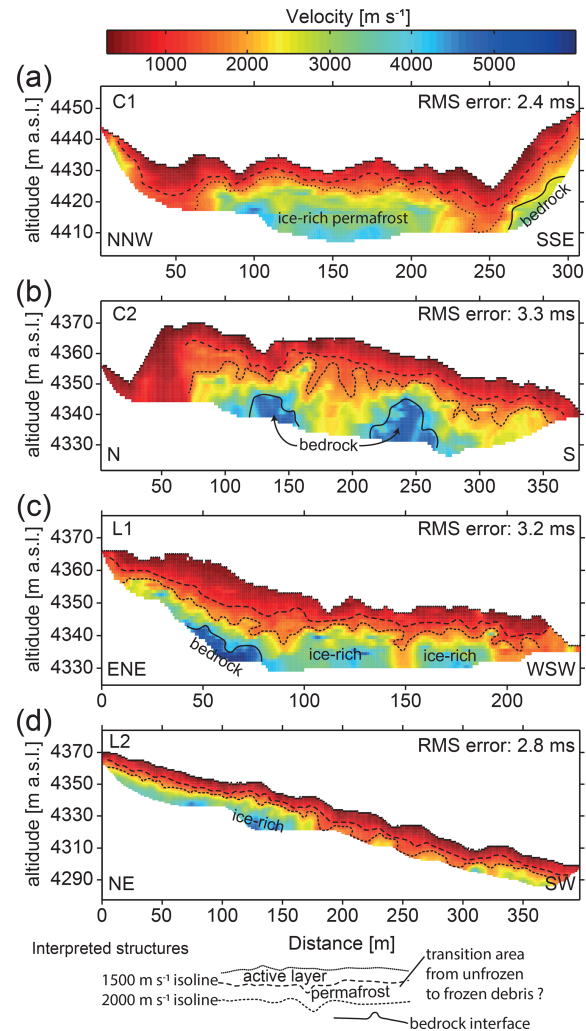 Velocity [m s⁻¹]
1000 2000 3000 4000 5000
(a)
C1 RMS error: 2.4 ms
4450
4440
4430
4420
4410
altidude [m a.s.l.]
ice-rich permafrost
bedrock
NNW SSE
50 100 150 200 250 300
(b)
C2 RMS error: 3.3 ms
4370
4360
4350
4340
4330
altidude [m a.s.l.]
bedrock
N S
50 100 150 200 250 300 350
(c)
L1 RMS error: 3.2 ms
4370
4360
4350
4340
4330
altidude [m a.s.l.]
bedrock
ice-rich ice-rich
ENE WSW
0 50 100 150 200
(d)
L2 RMS error: 2.8 ms
4370
4350
4330
4310
4290
altidude [m a.s.l.]
ice-rich
NE SW
0 50 100 150 200 250 300 350
Distance [m]
Interpreted structures
active layer
1500 m s⁻¹ isoline
permafrost
2000 m s⁻¹ isoline
transition area
from unfrozen
to frozen debris ?
bedrock interface